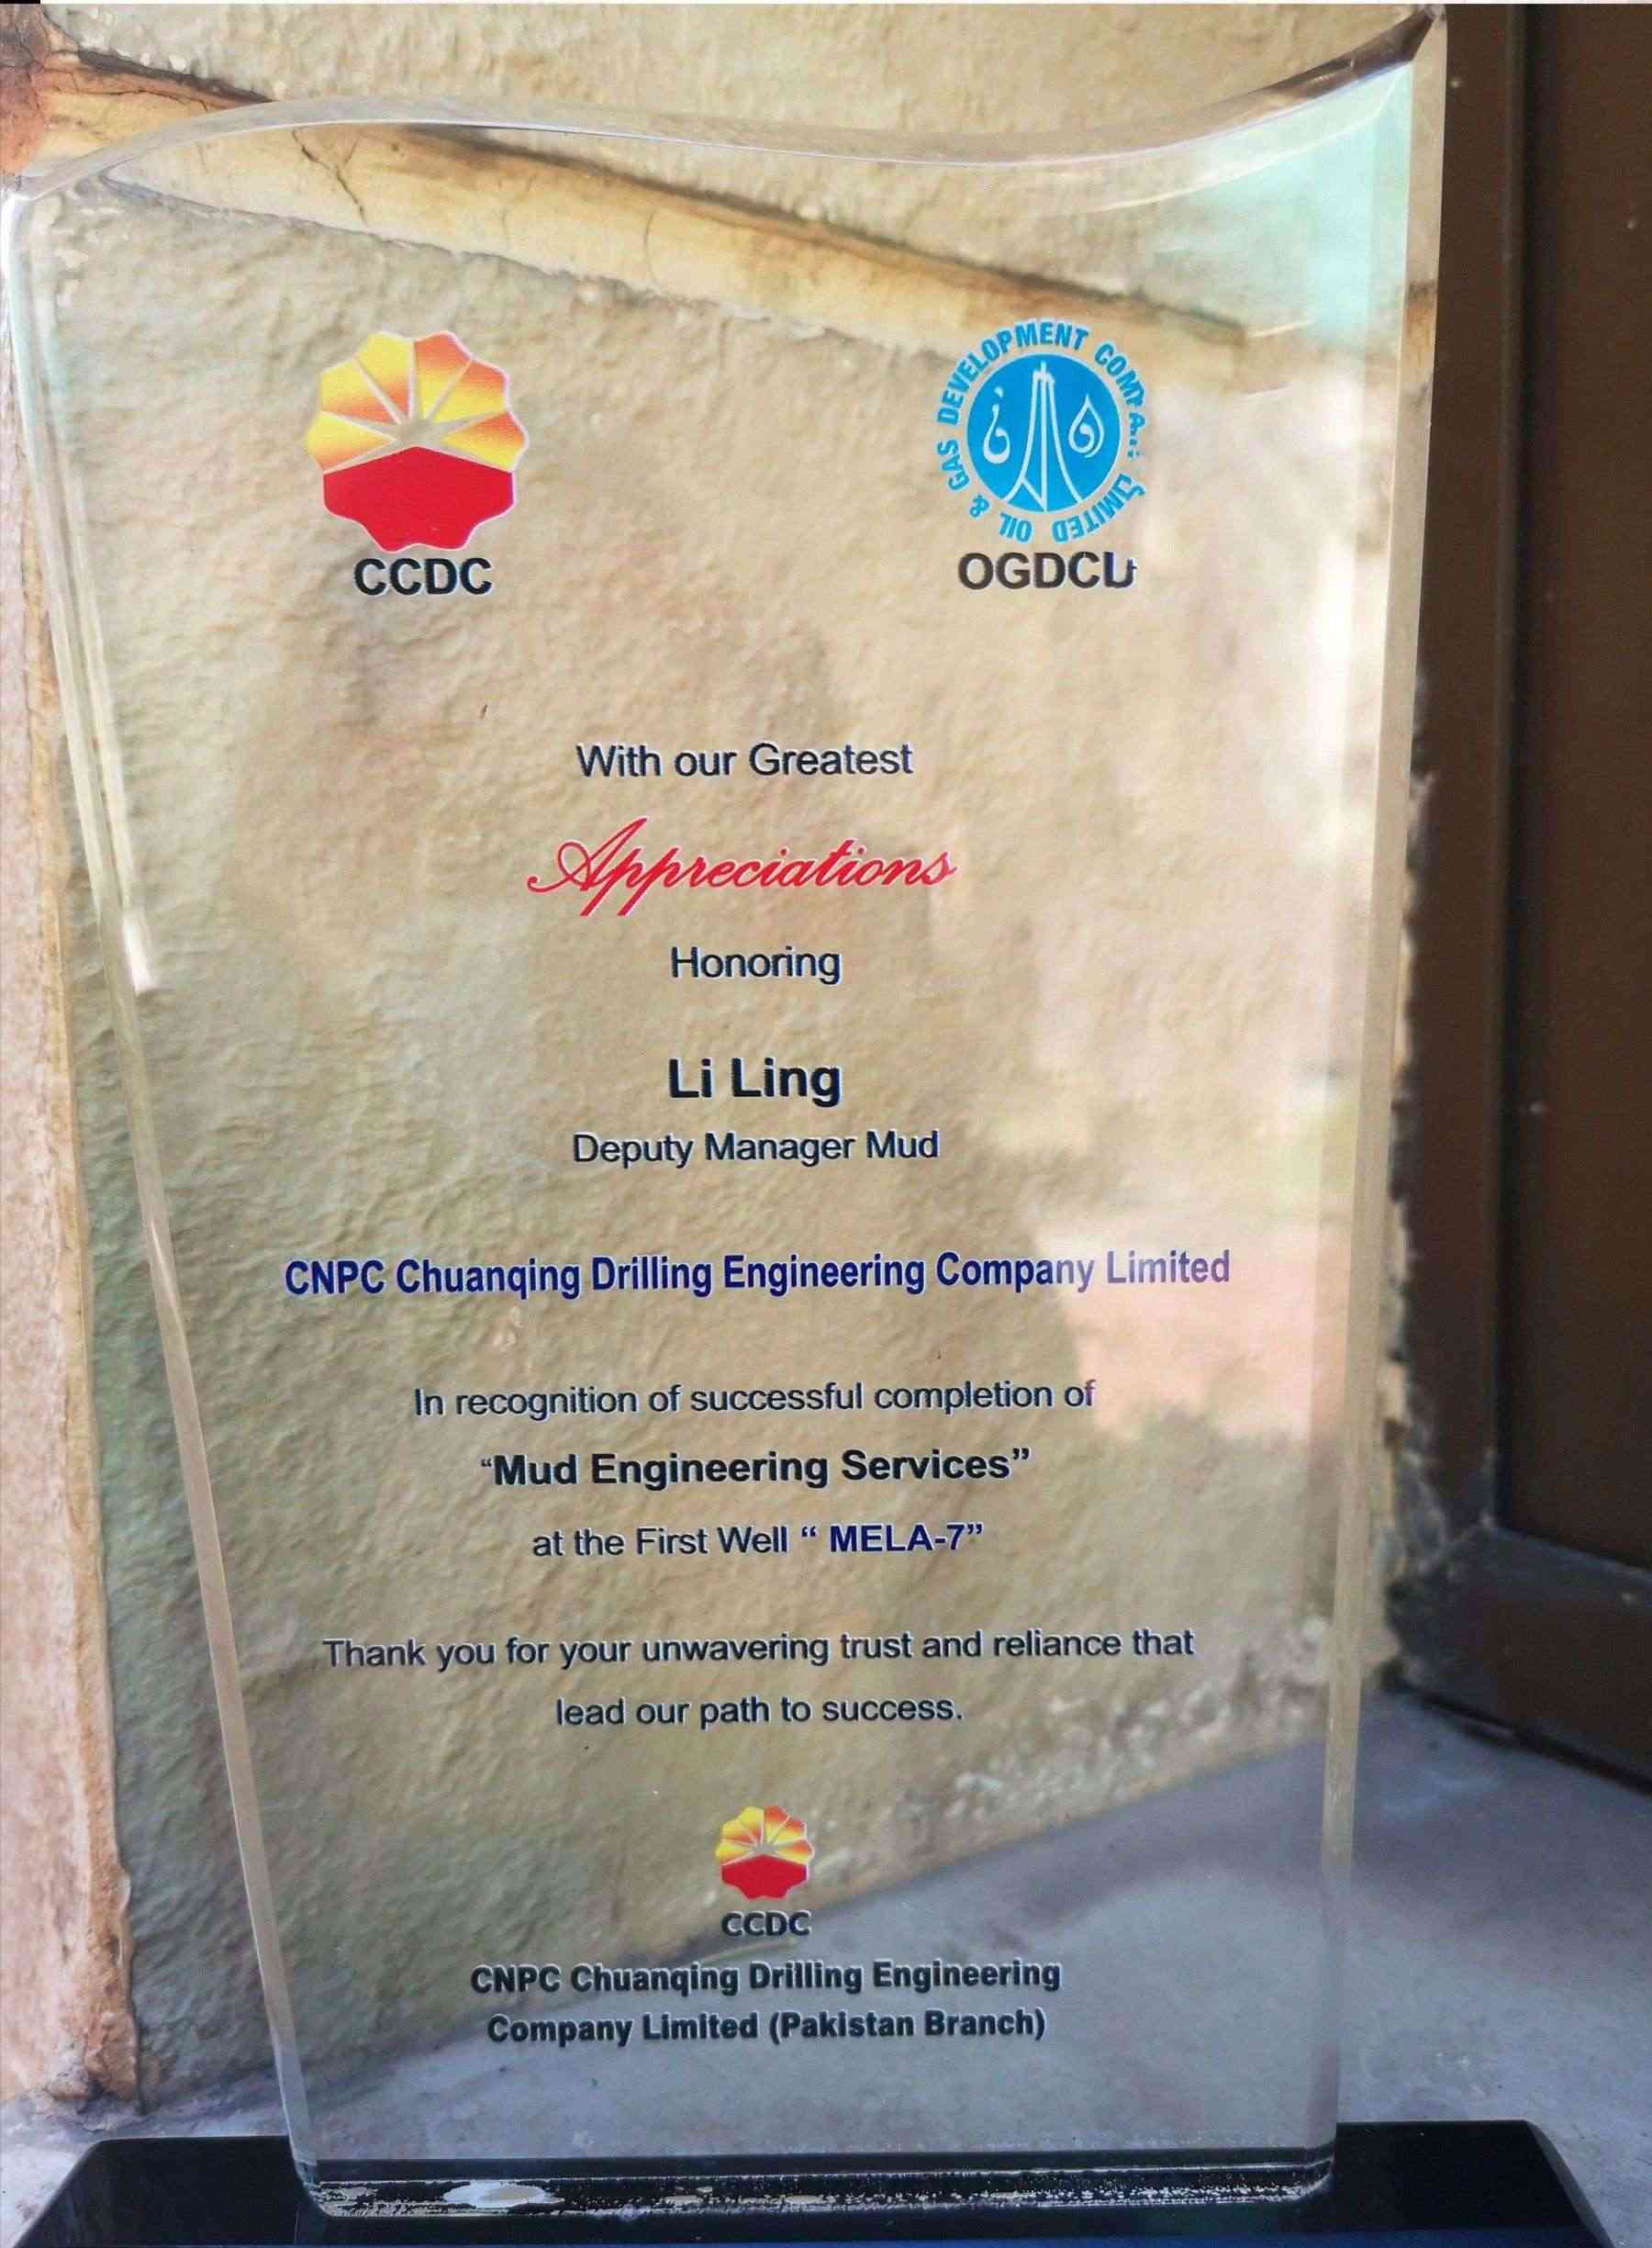 CCDC
OIL & GAS DEVELOPMENT COMPANY LIMITED
OGDCL
With our Greatest
Appreciations
Honoring
Li Ling
Deputy Manager Mud
CNPC Chuanqing Drilling Engineering Company Limited
In recognition of successful completion of
“Mud Engineering Services”
at the First Well “ MELA-7”
Thank you for your unwavering trust and reliance that
lead our path to success.
CCDC
CNPC Chuanqing Drilling Engineering
Company Limited (Pakistan Branch)